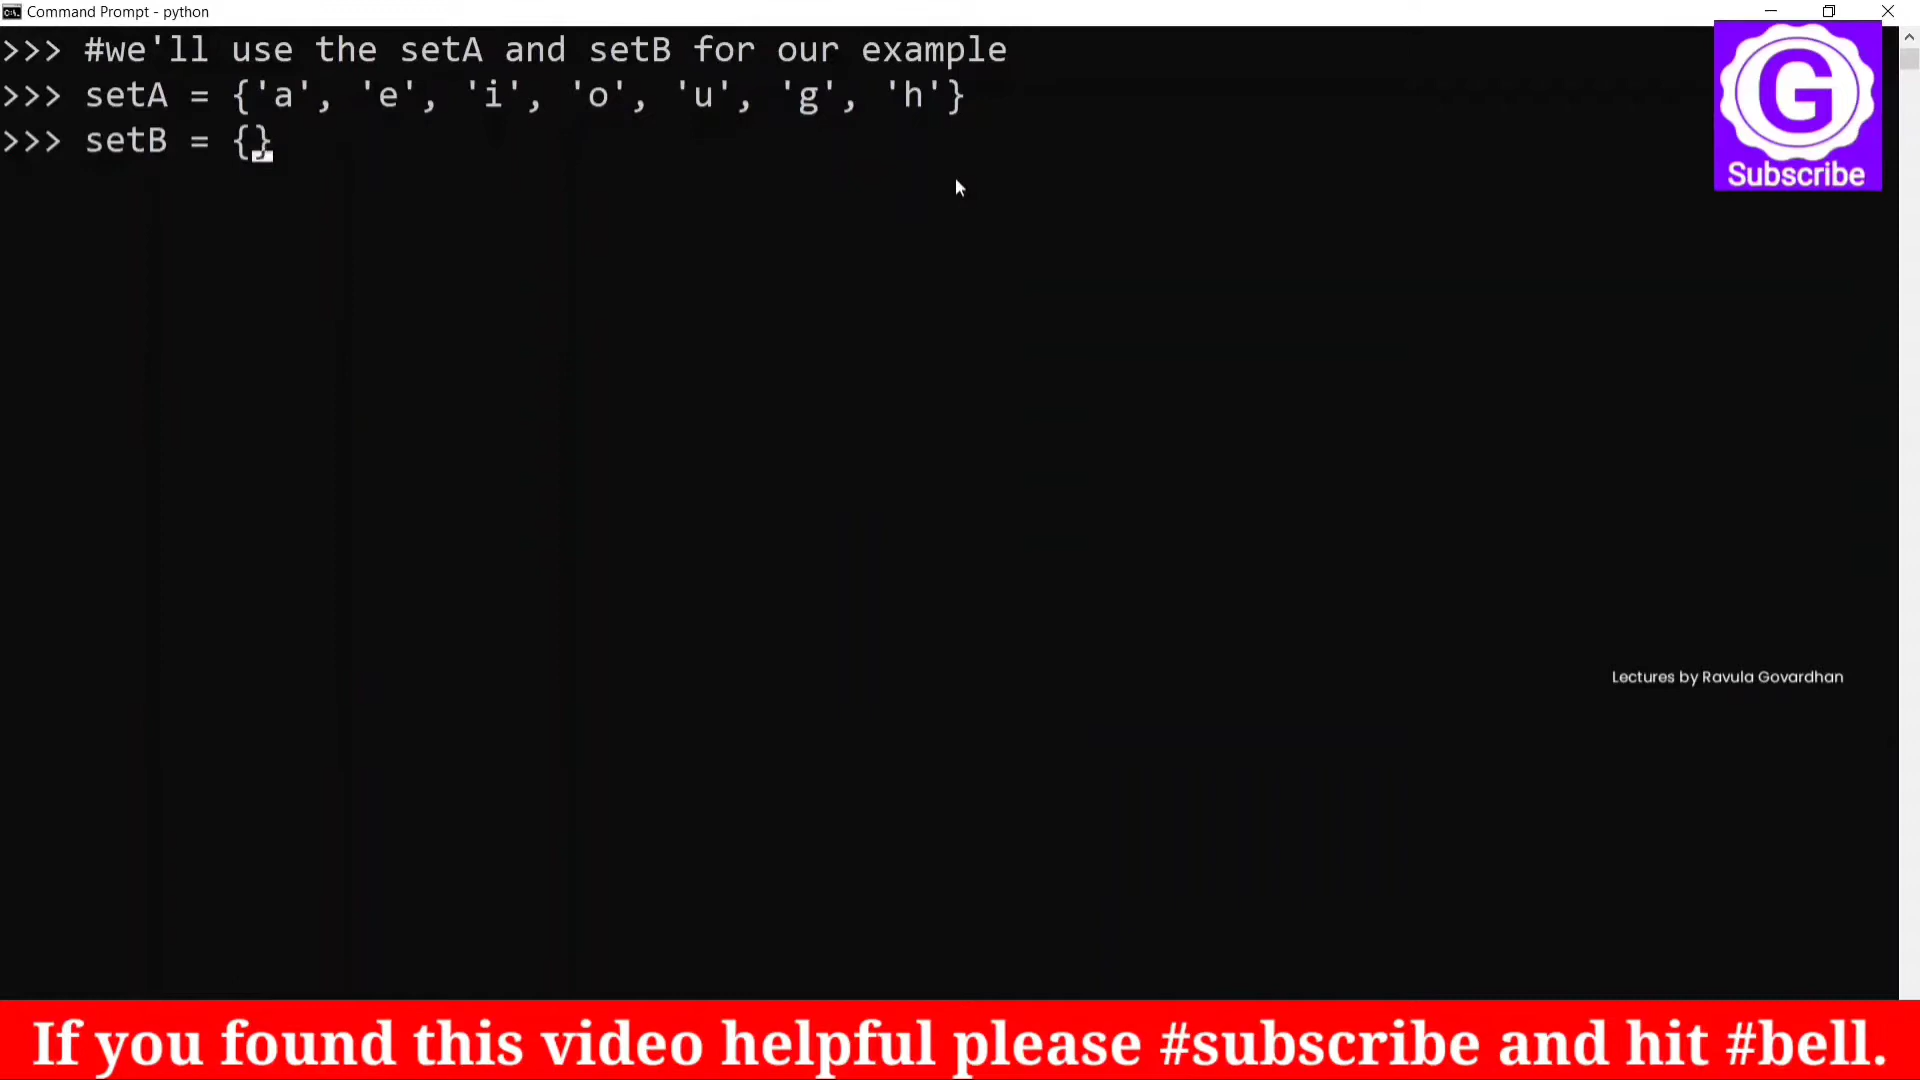 Command Prompt - python
>>> #we'll use the setA and setB for our example
>>> setA = {'a', 'e', 'i', 'o', 'u', 'g', 'h'}
>>> setB = {}
G
Subscribe
Lectures by Ravula Govardhan
If you found this video helpful please #subscribe and hit #bell.